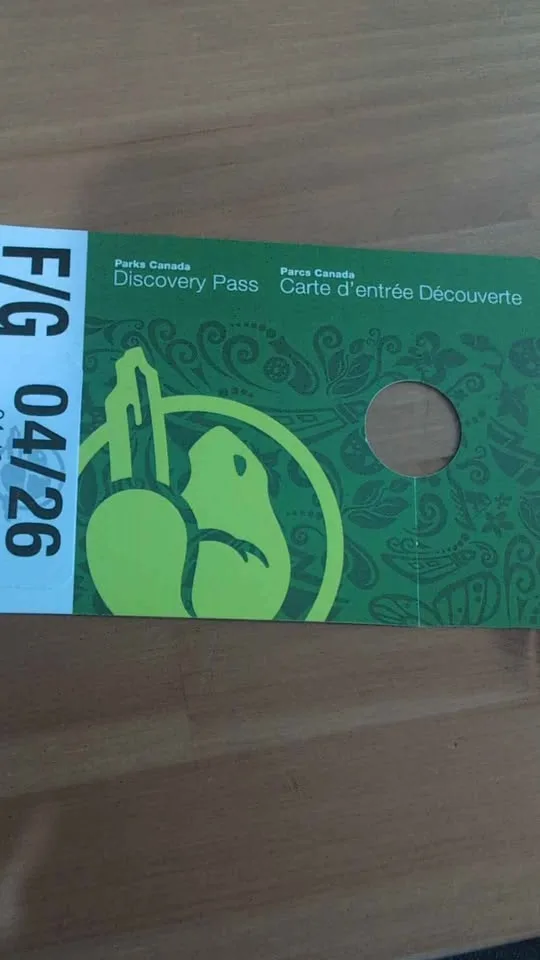 F/G 04/26
Parks Canada
Discovery Pass
Parcs Canada
Carte d'entrée Découverte